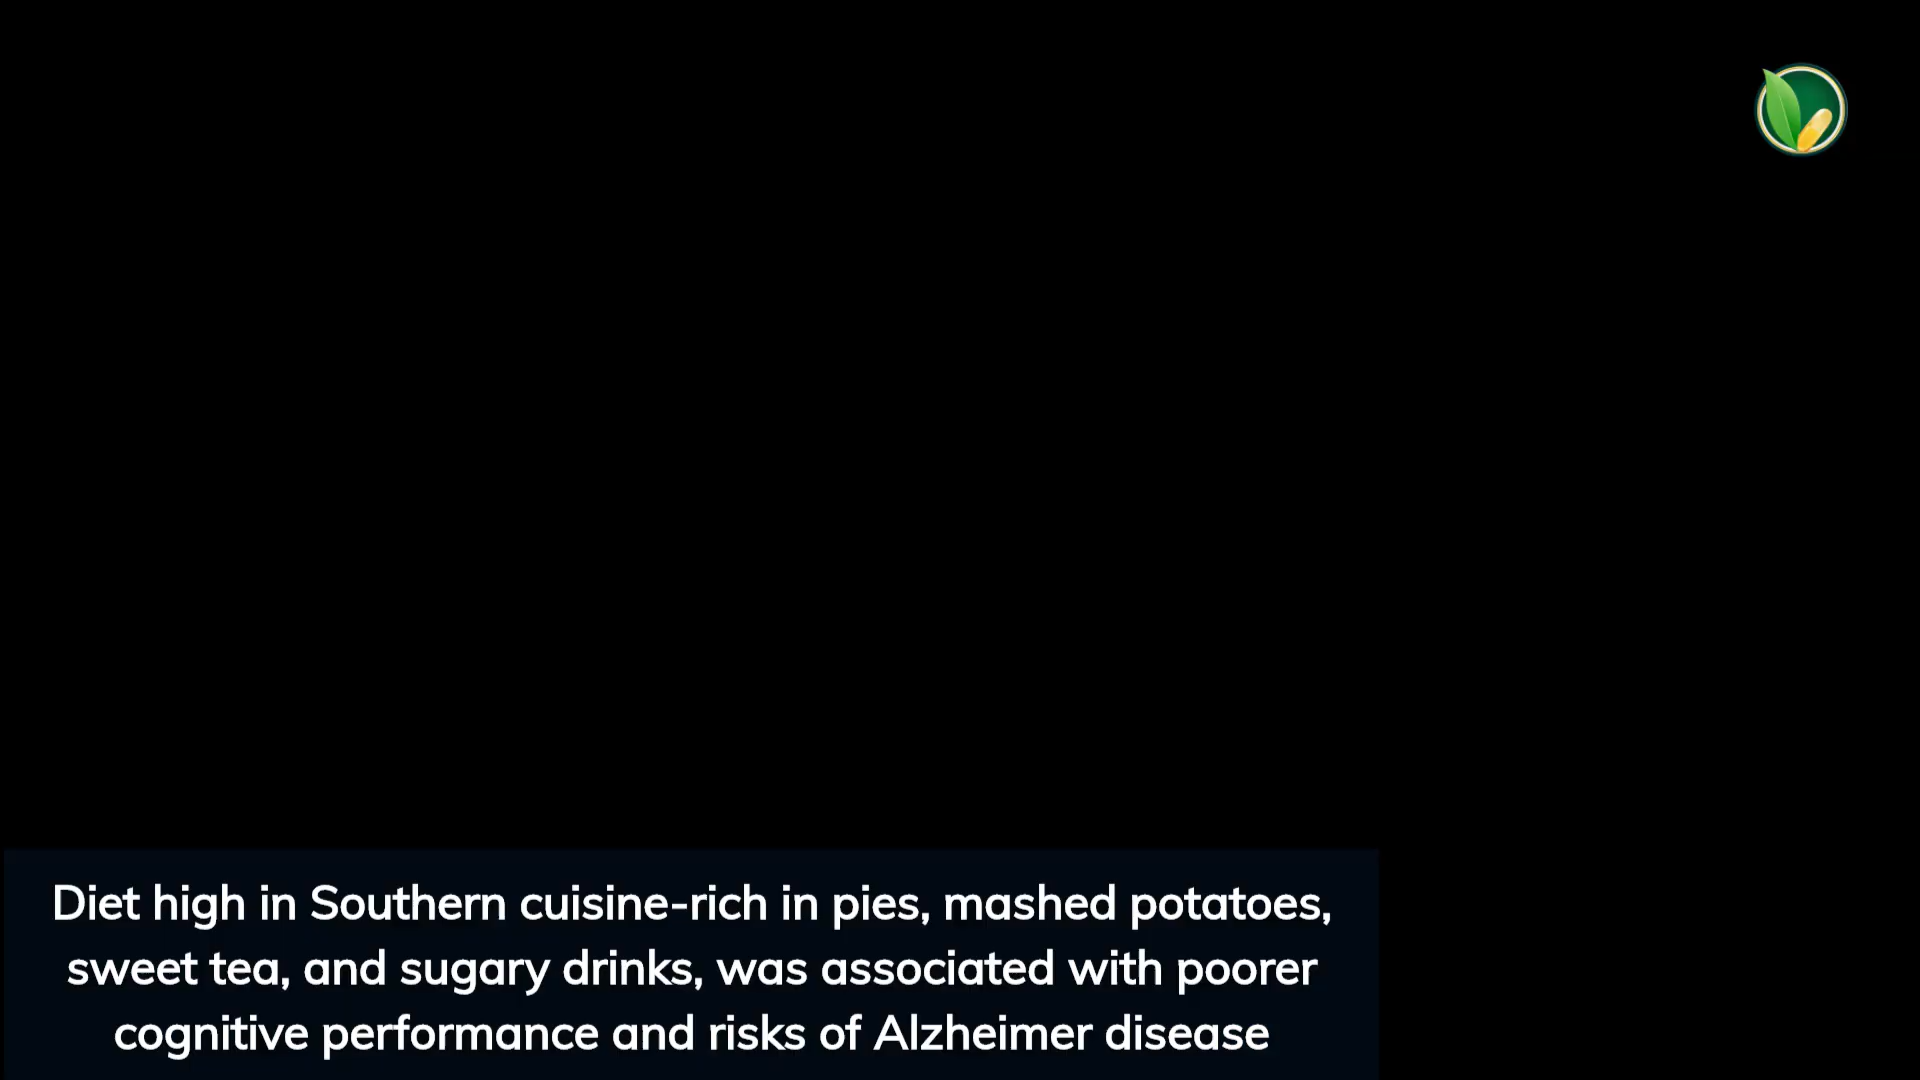 Diet high in Southern cuisine-rich in pies, mashed potatoes,
sweet tea, and sugary drinks, was associated with poorer
cognitive performance and risks of Alzheimer disease